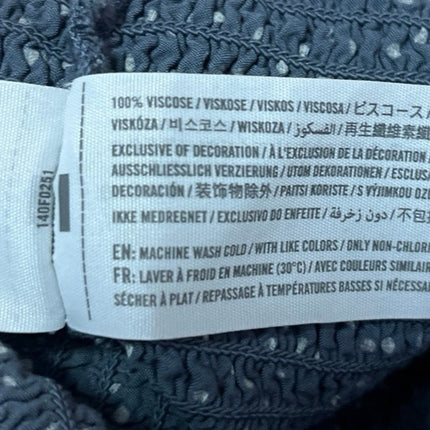 100% VISCOSE / VISKOSE / VISKOS / VISCOSA / ビスコース /
VISKÓZA / 비스코스 / WISKOZA / الفسكوز / 再生纖維素纖
EXCLUSIVE OF DECORATION / À L'EXCLUSION DE LA DÉCORATION /
AUSSCHLIESSLICH VERZIERUNG / UTOM DEKORATIONEN / ESCLUSA
DECORACIÓN / 装饰物除外 / PAITSI KORISTE / S VÝJIMKOU OZD
IKKE MEDREGNET / EXCLUSIVO DO ENFEITE / دون زخرفة / 不包
EN: MACHINE WASH COLD / WITH LIKE COLORS / ONLY NON-CHLOR
FR: LAVER À FROID EN MACHINE (30°C) / AVEC COULEURS SIMILAIR
SÉCHER À PLAT / REPASSAGE À TEMPÉRATURES BASSES SI NÉCESSAI
140F0251